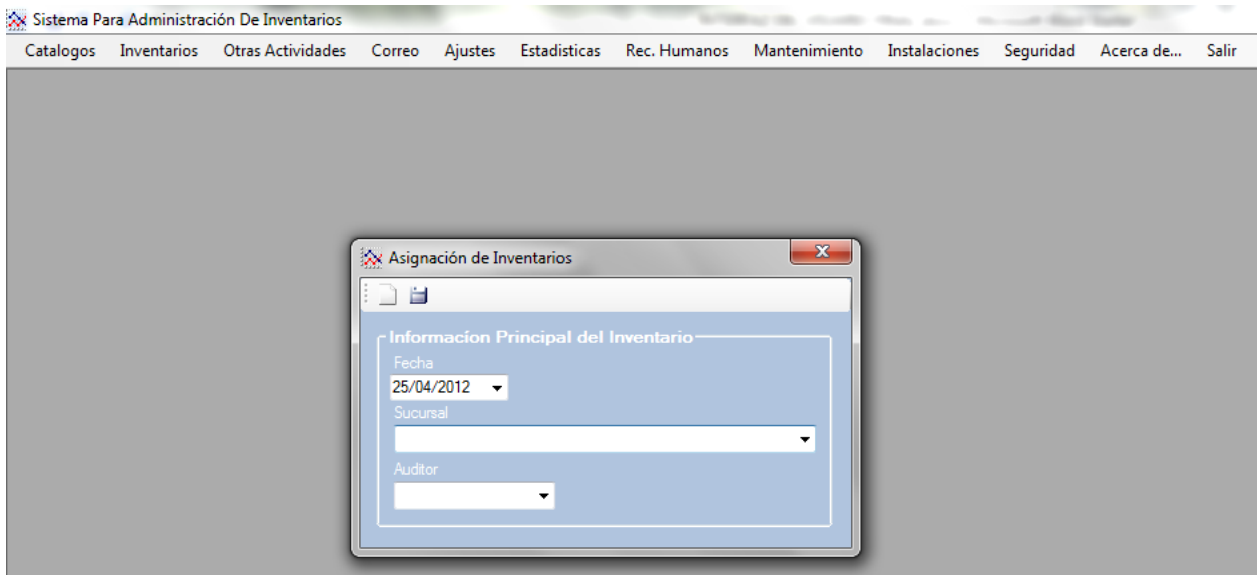 Sistema Para Administración De Inventarios
Catalogos Inventarios Otras Actividades Correo Ajustes Estadisticas Rec. Humanos Mantenimiento Instalaciones Seguridad Acerca de... Salir
Asignación de Inventarios
Informacíon Principal del Inventario
Fecha
25/04/2012
Sucursal
Auditor